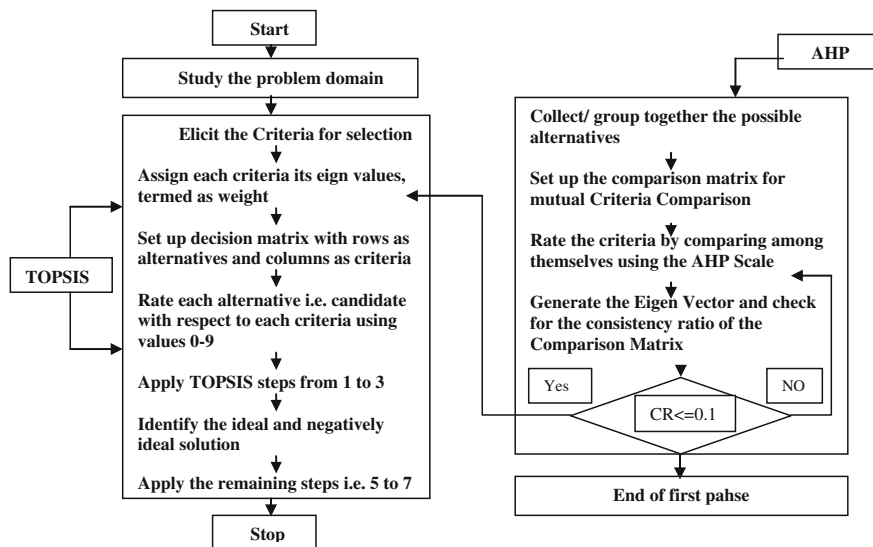 Start
Study the problem domain
Elicit the Criteria for selection
Assign each criteria its eign values,
termed as weight
Set up decision matrix with rows as
alternatives and columns as criteria
Rate each alternative i.e. candidate
with respect to each criteria using
values 0-9
Apply TOPSIS steps from 1 to 3
Identify the ideal and negatively
ideal solution
Apply the remaining steps i.e. 5 to 7
Stop
TOPSIS
AHP
Collect/ group together the possible
alternatives
Set up the comparison matrix for
mutual Criteria Comparison
Rate the criteria by comparing among
themselves using the AHP Scale
Generate the Eigen Vector and check
for the consistency ratio of the
Comparison Matrix
Yes
NO
CR<=0.1
End of first pahse